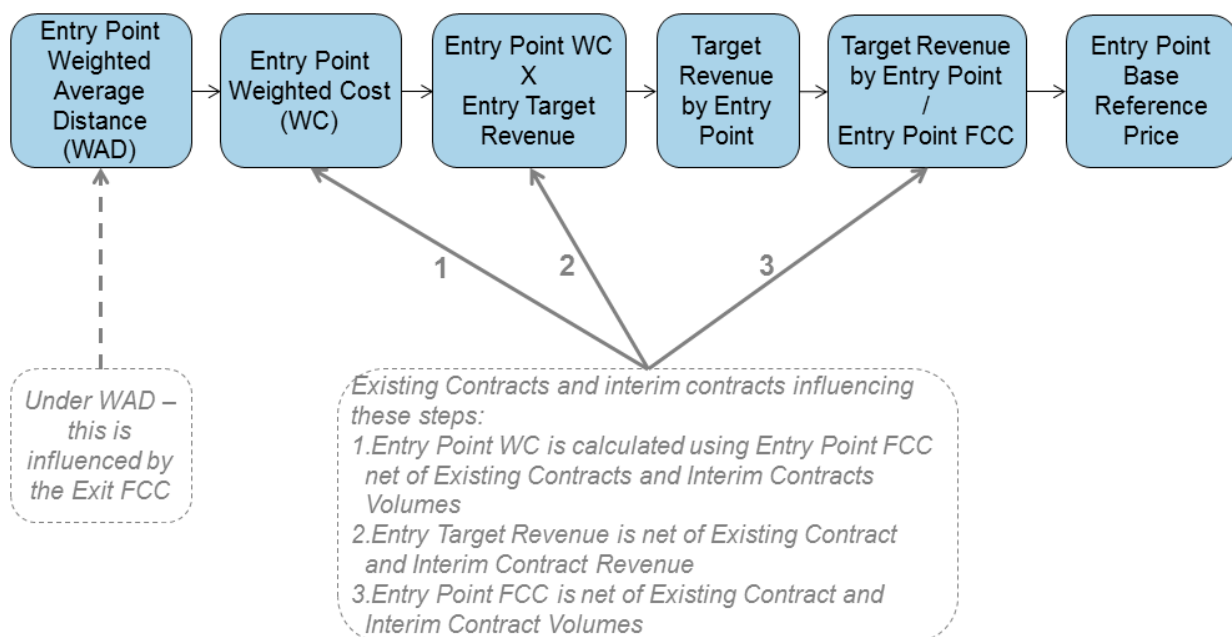 Entry Point
Weighted
Average
Distance
(WAD)
Entry Point
Weighted Cost
(WC)
Entry Point WC
X
Entry Target
Revenue
Target
Revenue
by Entry
Point
Target Revenue
by Entry Point
/
Entry Point FCC
Entry Point
Base
Reference
Price
1
2
3
Under WAD –
this is
influenced by
the Exit FCC
Existing Contracts and interim contracts influencing
these steps:
1.Entry Point WC is calculated using Entry Point FCC
net of Existing Contracts and Interim Contracts
Volumes
2.Entry Target Revenue is net of Existing Contract
and Interim Contract Revenue
3.Entry Point FCC is net of Existing Contract and
Interim Contract Volumes